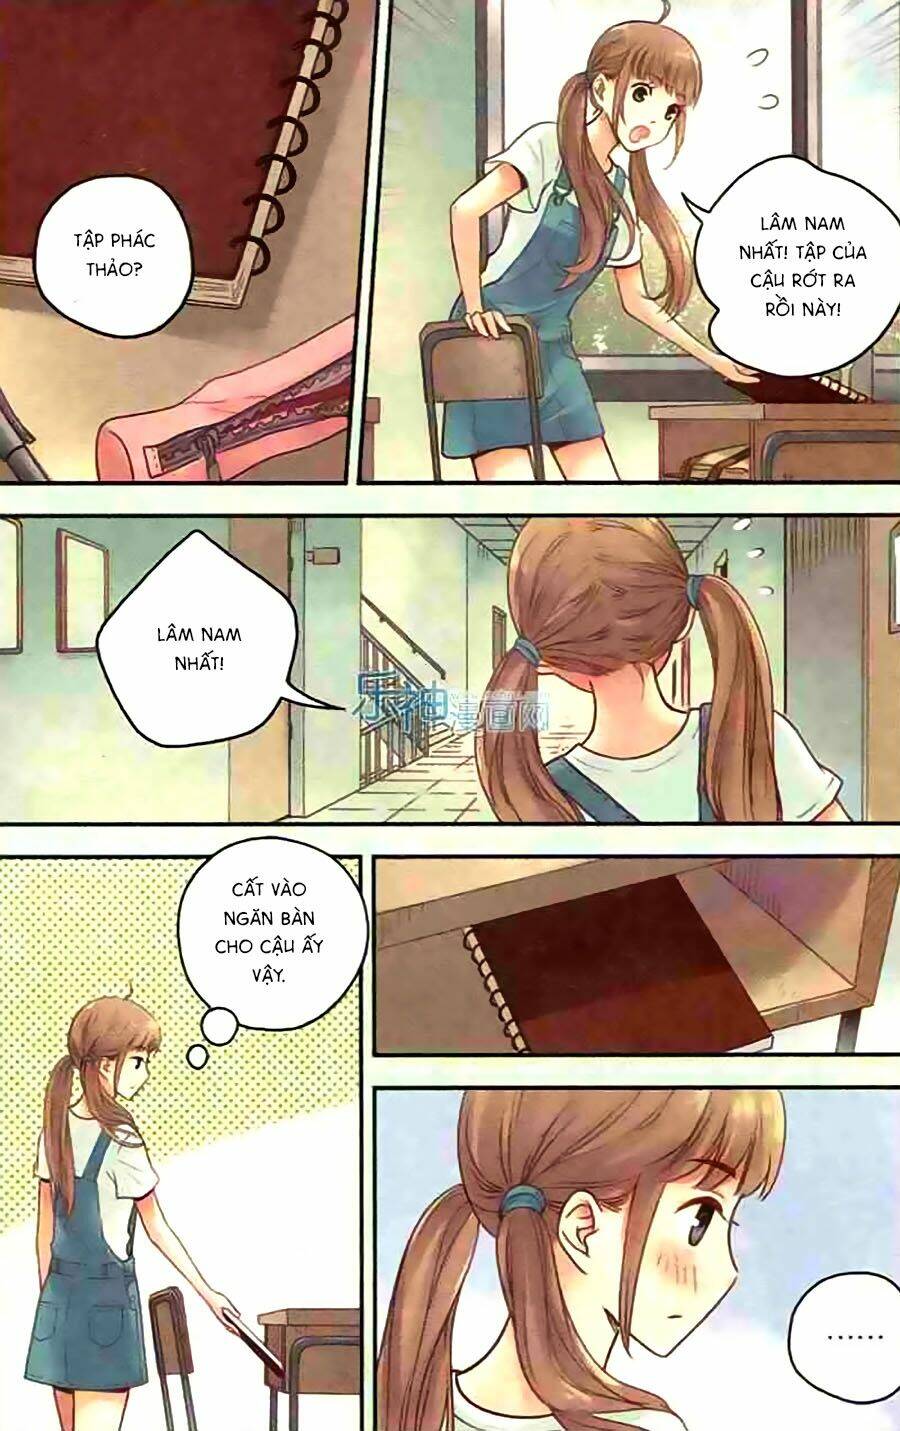 TẬP PHÁC
THẢO?
LÂM NAM
NHẤT! TẬP CỦA
CẬU RỚT RA
RỒI NÀY!
LÂM NAM
NHẤT!
乐神
漫画网
CẤT VÀO
NGĂN BÀN
CHO CẬU ẤY
VẬY.
......